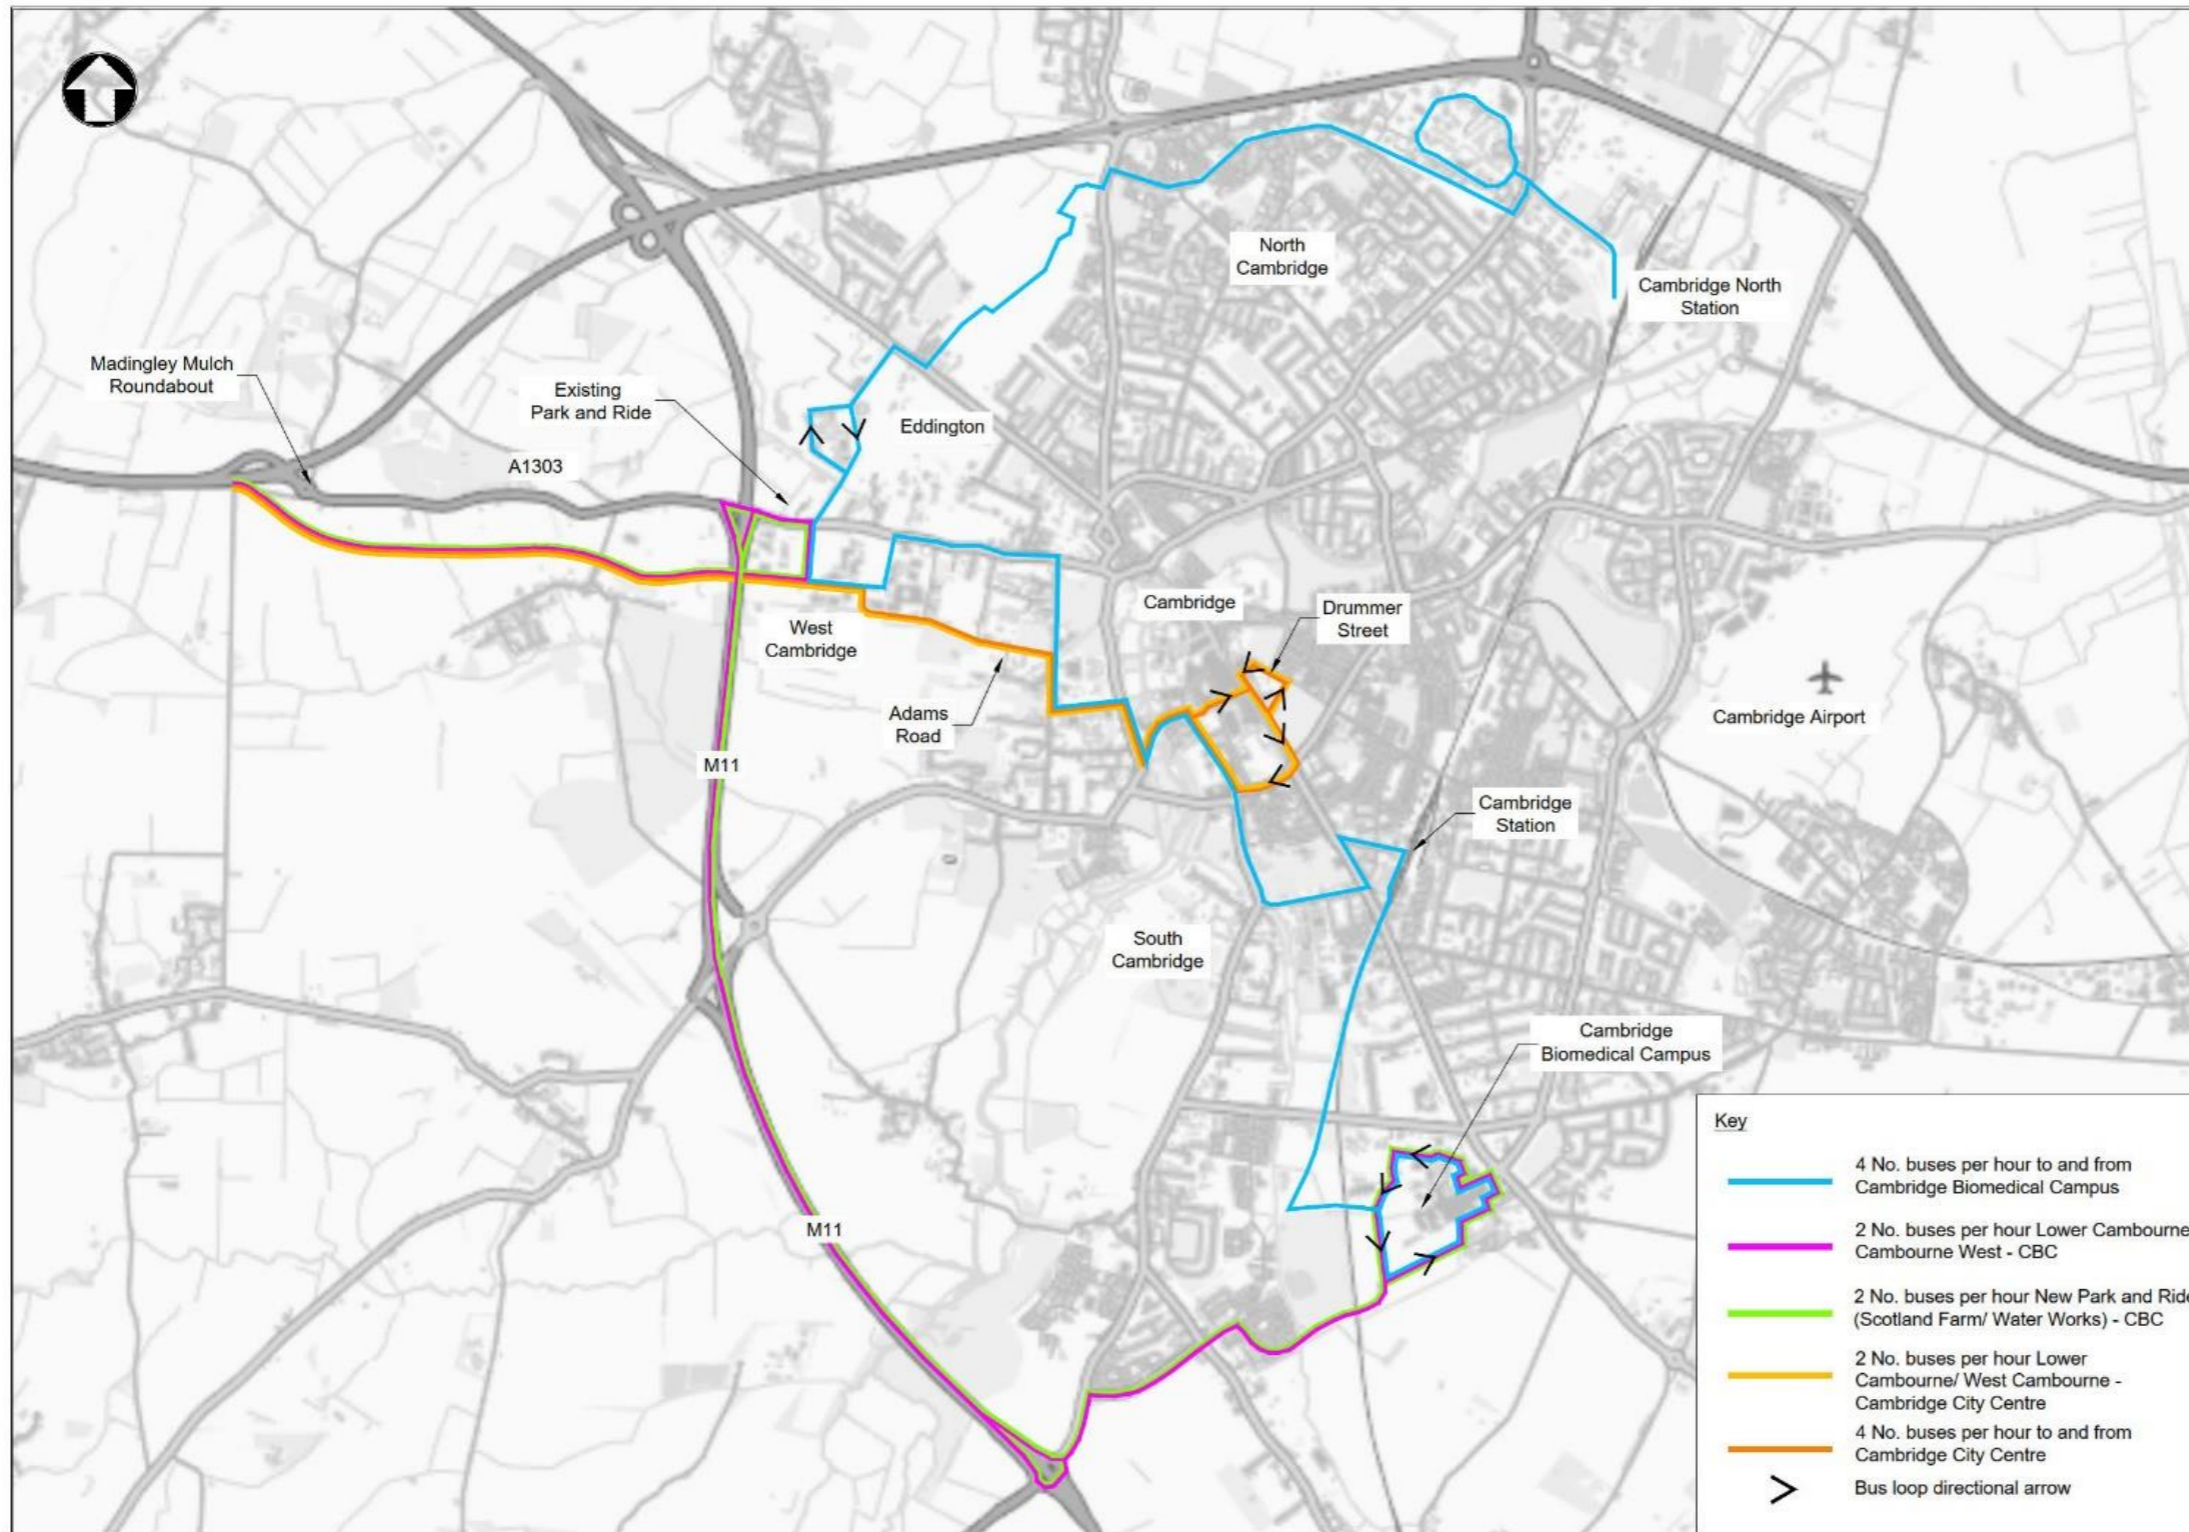 North
Cambridge
Cambridge North
Station
Madingley Mulch
Roundabout
Existing
Park and Ride
Eddington
A1303
West
Cambridge
Cambridge
Drummer
Street
Adams
Road
Cambridge Airport
M11
Cambridge
Station
South
Cambridge
Cambridge
Biomedical Campus
M11
Key
4 No. buses per hour to and from
Cambridge Biomedical Campus
2 No. buses per hour Lower Cambourne
Cambourne West - CBC
2 No. buses per hour New Park and Ride
(Scotland Farm/ Water Works) - CBC
2 No. buses per hour Lower
Cambourne/ West Cambourne -
Cambridge City Centre
4 No. buses per hour to and from
Cambridge City Centre
Bus loop directional arrow